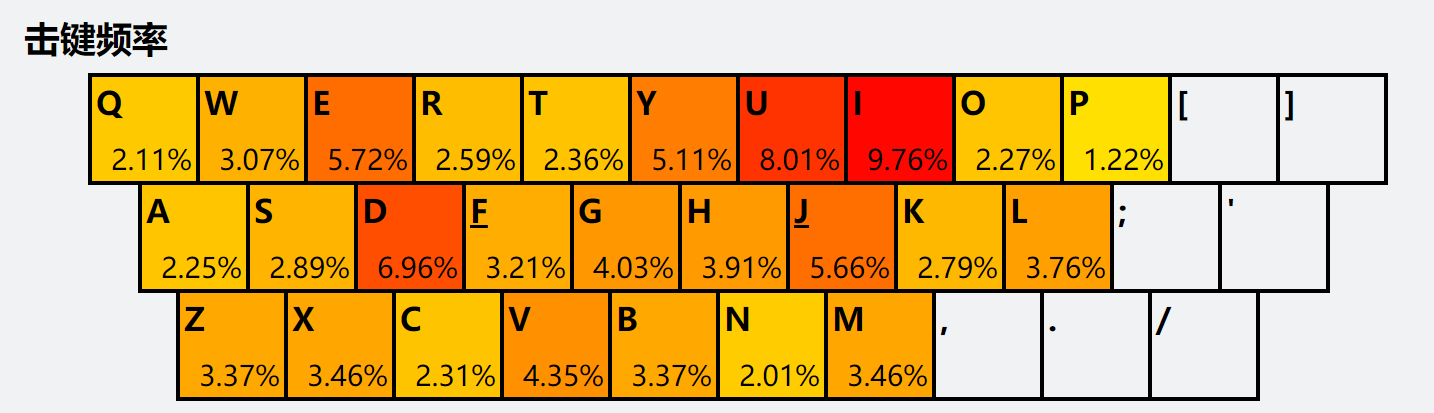 击键频率
Q W E R T Y U I O P [ ]
2.11% 3.07% 5.72% 2.59% 2.36% 5.11% 8.01% 9.76% 2.27% 1.22%
A S D F G H J K L ; '
2.25% 2.89% 6.96% 3.21% 4.03% 3.91% 5.66% 2.79% 3.76%
Z X C V B N M , . /
3.37% 3.46% 2.31% 4.35% 3.37% 2.01% 3.46%